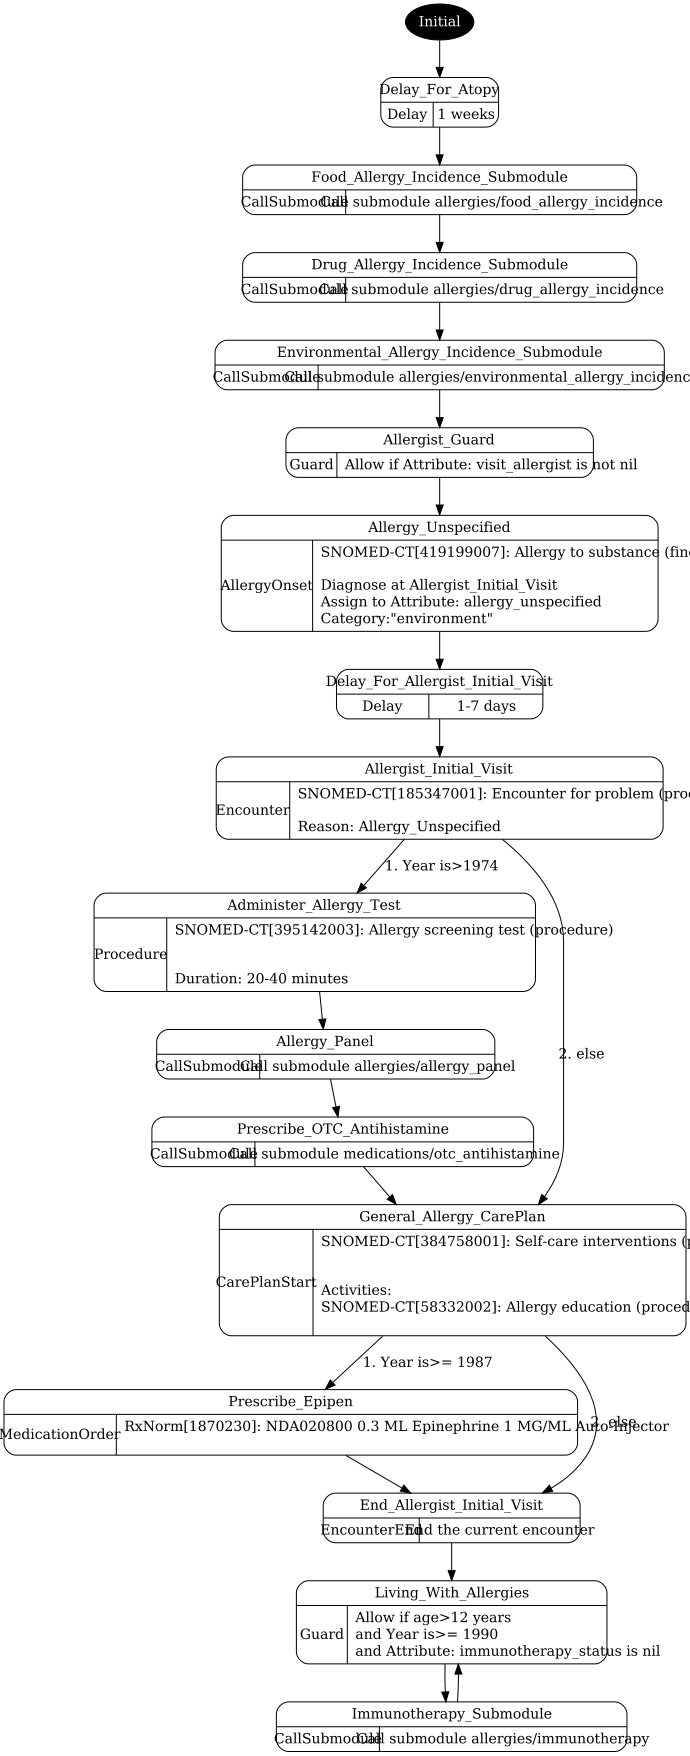 Initial
Delay_For_Atopy
Delay 1 weeks
Food_Allergy_Incidence_Submodule
CallSubmodule Call submodule allergies/food_allergy_incidence
Drug_Allergy_Incidence_Submodule
CallSubmodule Call submodule allergies/drug_allergy_incidence
Environmental_Allergy_Incidence_Submodule
CallSubmodule Call submodule allergies/environmental_allergy_incidenc
Allergist_Guard
Guard Allow if Attribute: visit_allergist is not nil
Allergy_Unspecified
SNOMED-CT[419199007]: Allergy to substance (fin
AllergyOnset Diagnose at Allergist_Initial_Visit
Assign to Attribute: allergy_unspecified
Category:"environment"
Delay_For_Allergist_Initial_Visit
Delay 1-7 days
Allergist_Initial_Visit
SNOMED-CT[185347001]: Encounter for problem (pro
Encounter
Reason: Allergy_Unspecified
1. Year is>1974
Administer_Allergy_Test
SNOMED-CT[395142003]: Allergy screening test (procedure)
Procedure
Duration: 20-40 minutes
Allergy_Panel
2. else
CallSubmodule Call submodule allergies/allergy_panel
Prescribe_OTC_Antihistamine
CallSubmodule Call submodule medications/otc_antihistamine
General_Allergy_CarePlan
SNOMED-CT[384758001]: Self-care interventions (p
CarePlanStart
Activities:
SNOMED-CT[58332002]: Allergy education (proced
1. Year is>= 1987
Prescribe_Epipen
2. else
MedicationOrder RxNorm[1870230]: NDA020800 0.3 ML Epinephrine 1 MG/ML Auto-Injector
End_Allergist_Initial_Visit
EncounterEnd End the current encounter
Living_With_Allergies
Allow if age>12 years
Guard and Year is>= 1990
and Attribute: immunotherapy_status is nil
Immunotherapy_Submodule
CallSubmodule Call submodule allergies/immunotherapy